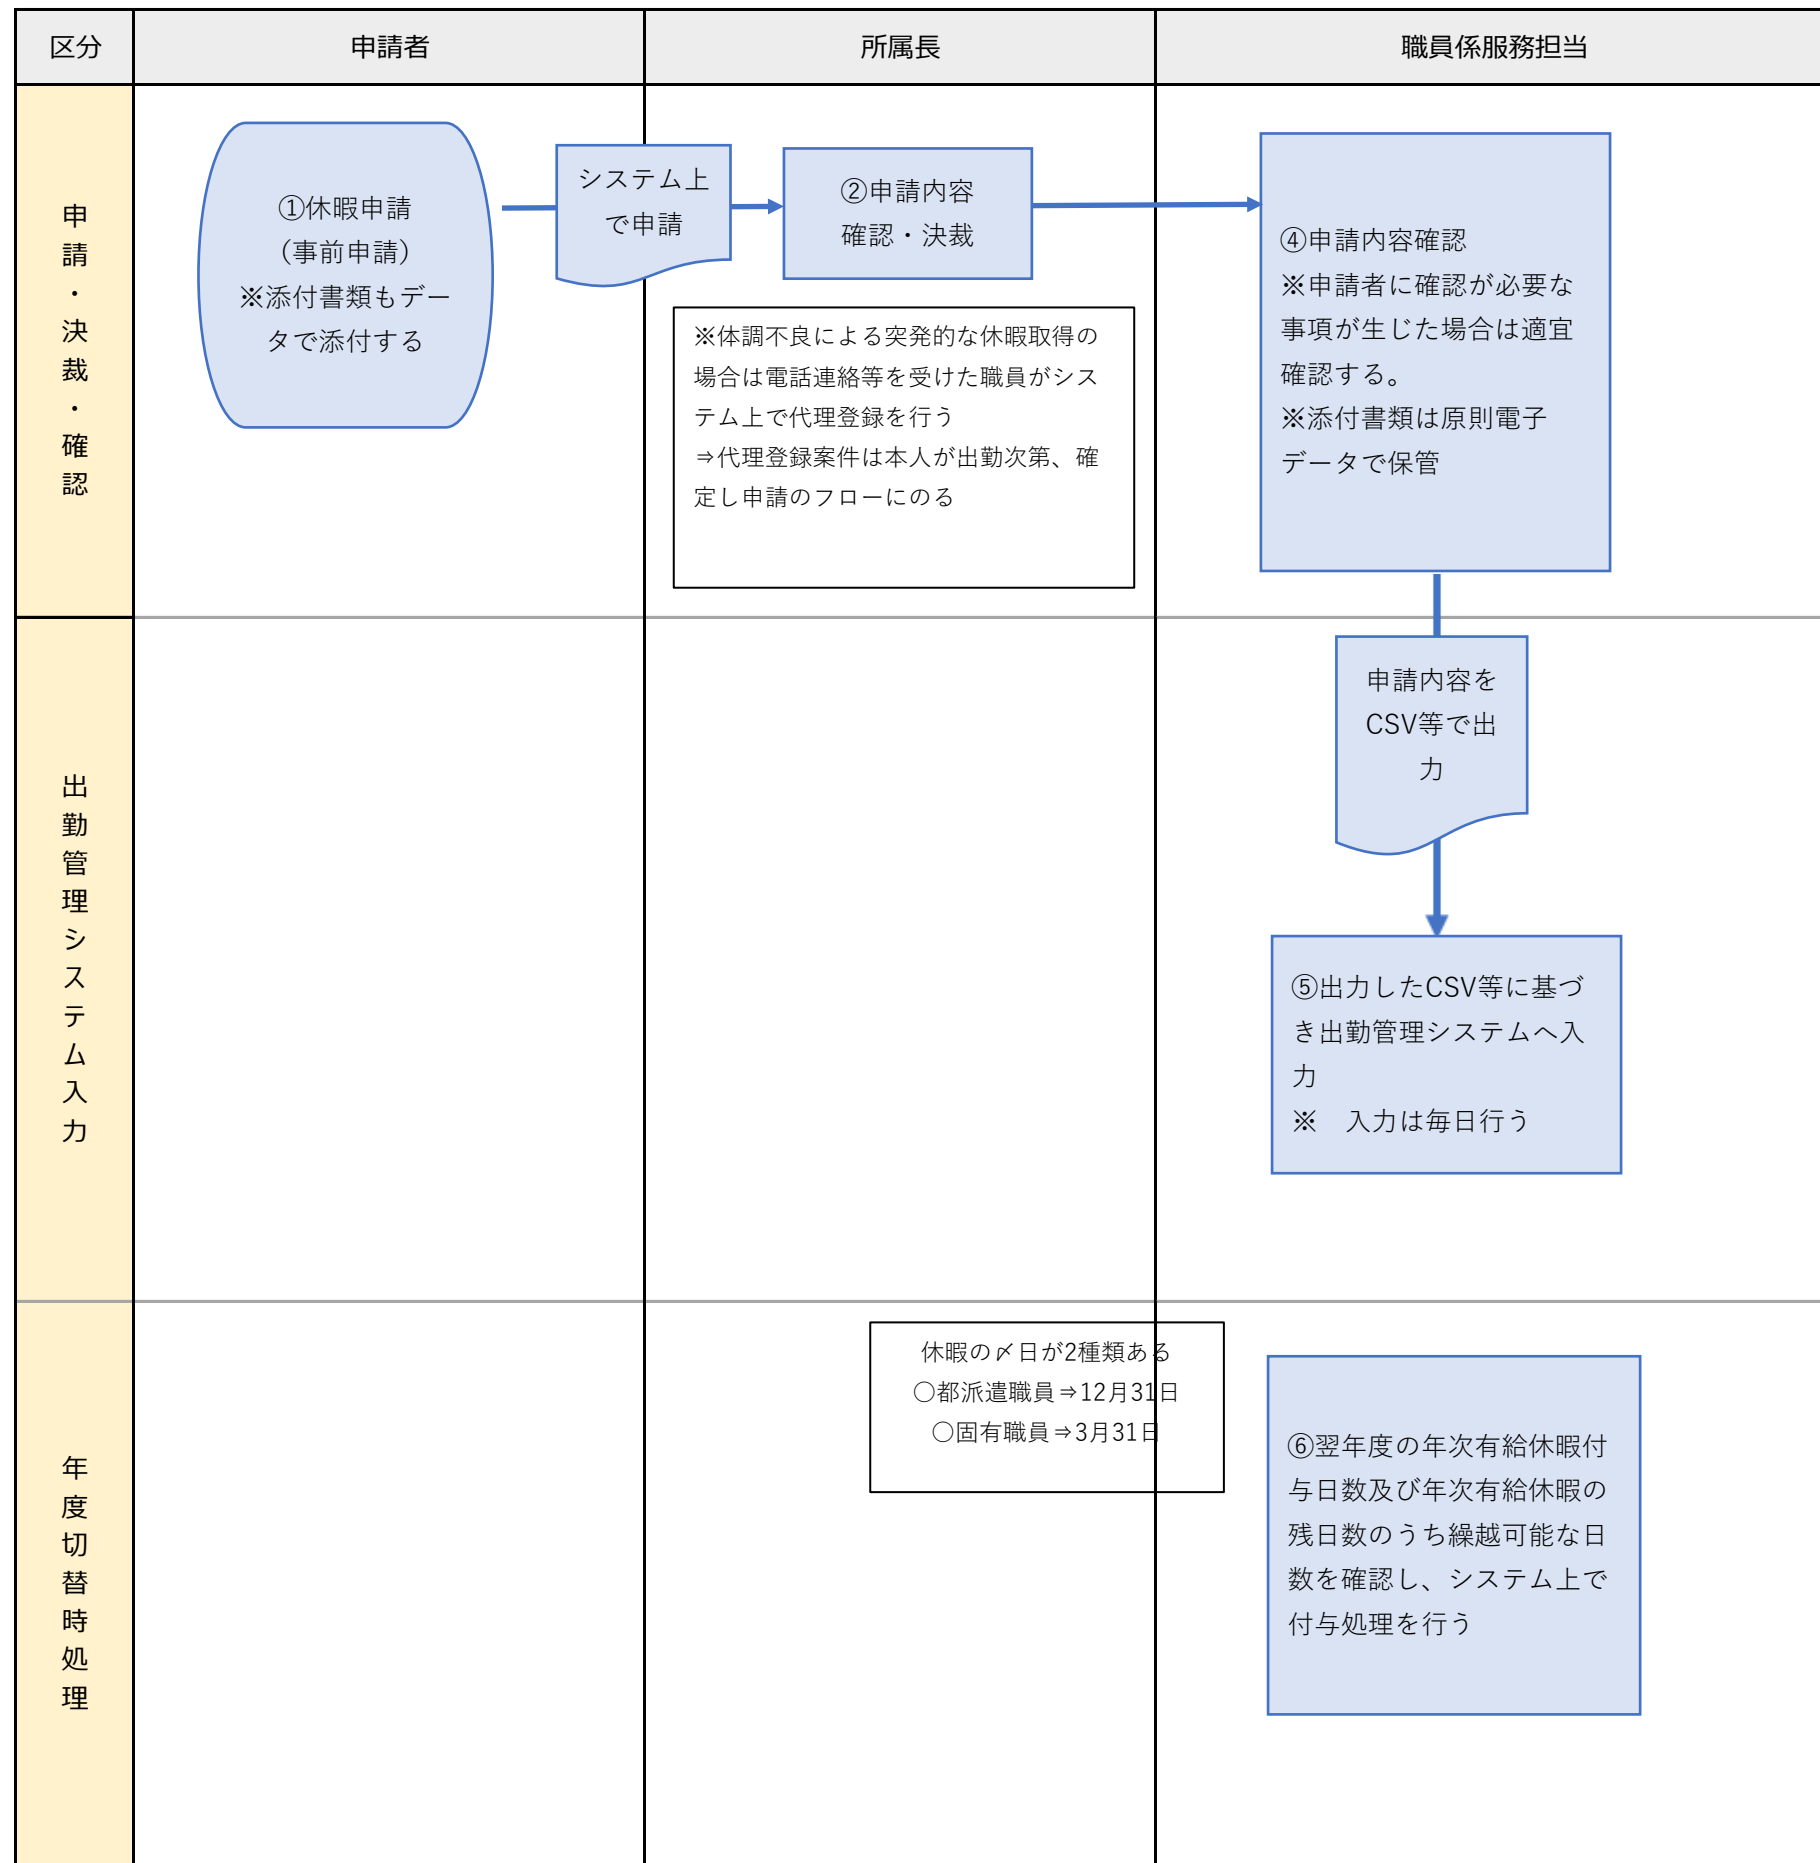 区分
申請者
所属長
職員係服務担当
申請・決裁・確認
①休暇申請
（事前申請）
※添付書類もデー
タで添付する
システム上
で申請
②申請内容
確認・決裁
※体調不良による突発的な休暇取得の
場合は電話連絡等を受けた職員がシス
テム上で代理登録を行う
⇒代理登録案件は本人が出勤次第、確
定し申請のフローにのる
④申請内容確認
※申請者に確認が必要な
事項が生じた場合は適宜
確認する。
※添付書類は原則電子
データで保管
出勤管理システム入力
申請内容を
CSV等で出
力
⑤出力したCSV等に基づ
き出勤管理システムへ入
力
※　入力は毎日行う
年度切替時処理
休暇の〆日が2種類ある
○都派遣職員⇒12月31日
○固有職員⇒3月31日
⑥翌年度の年次有給休暇付
与日数及び年次有給休暇の
残日数のうち繰越可能な日
数を確認し、システム上で
付与処理を行う